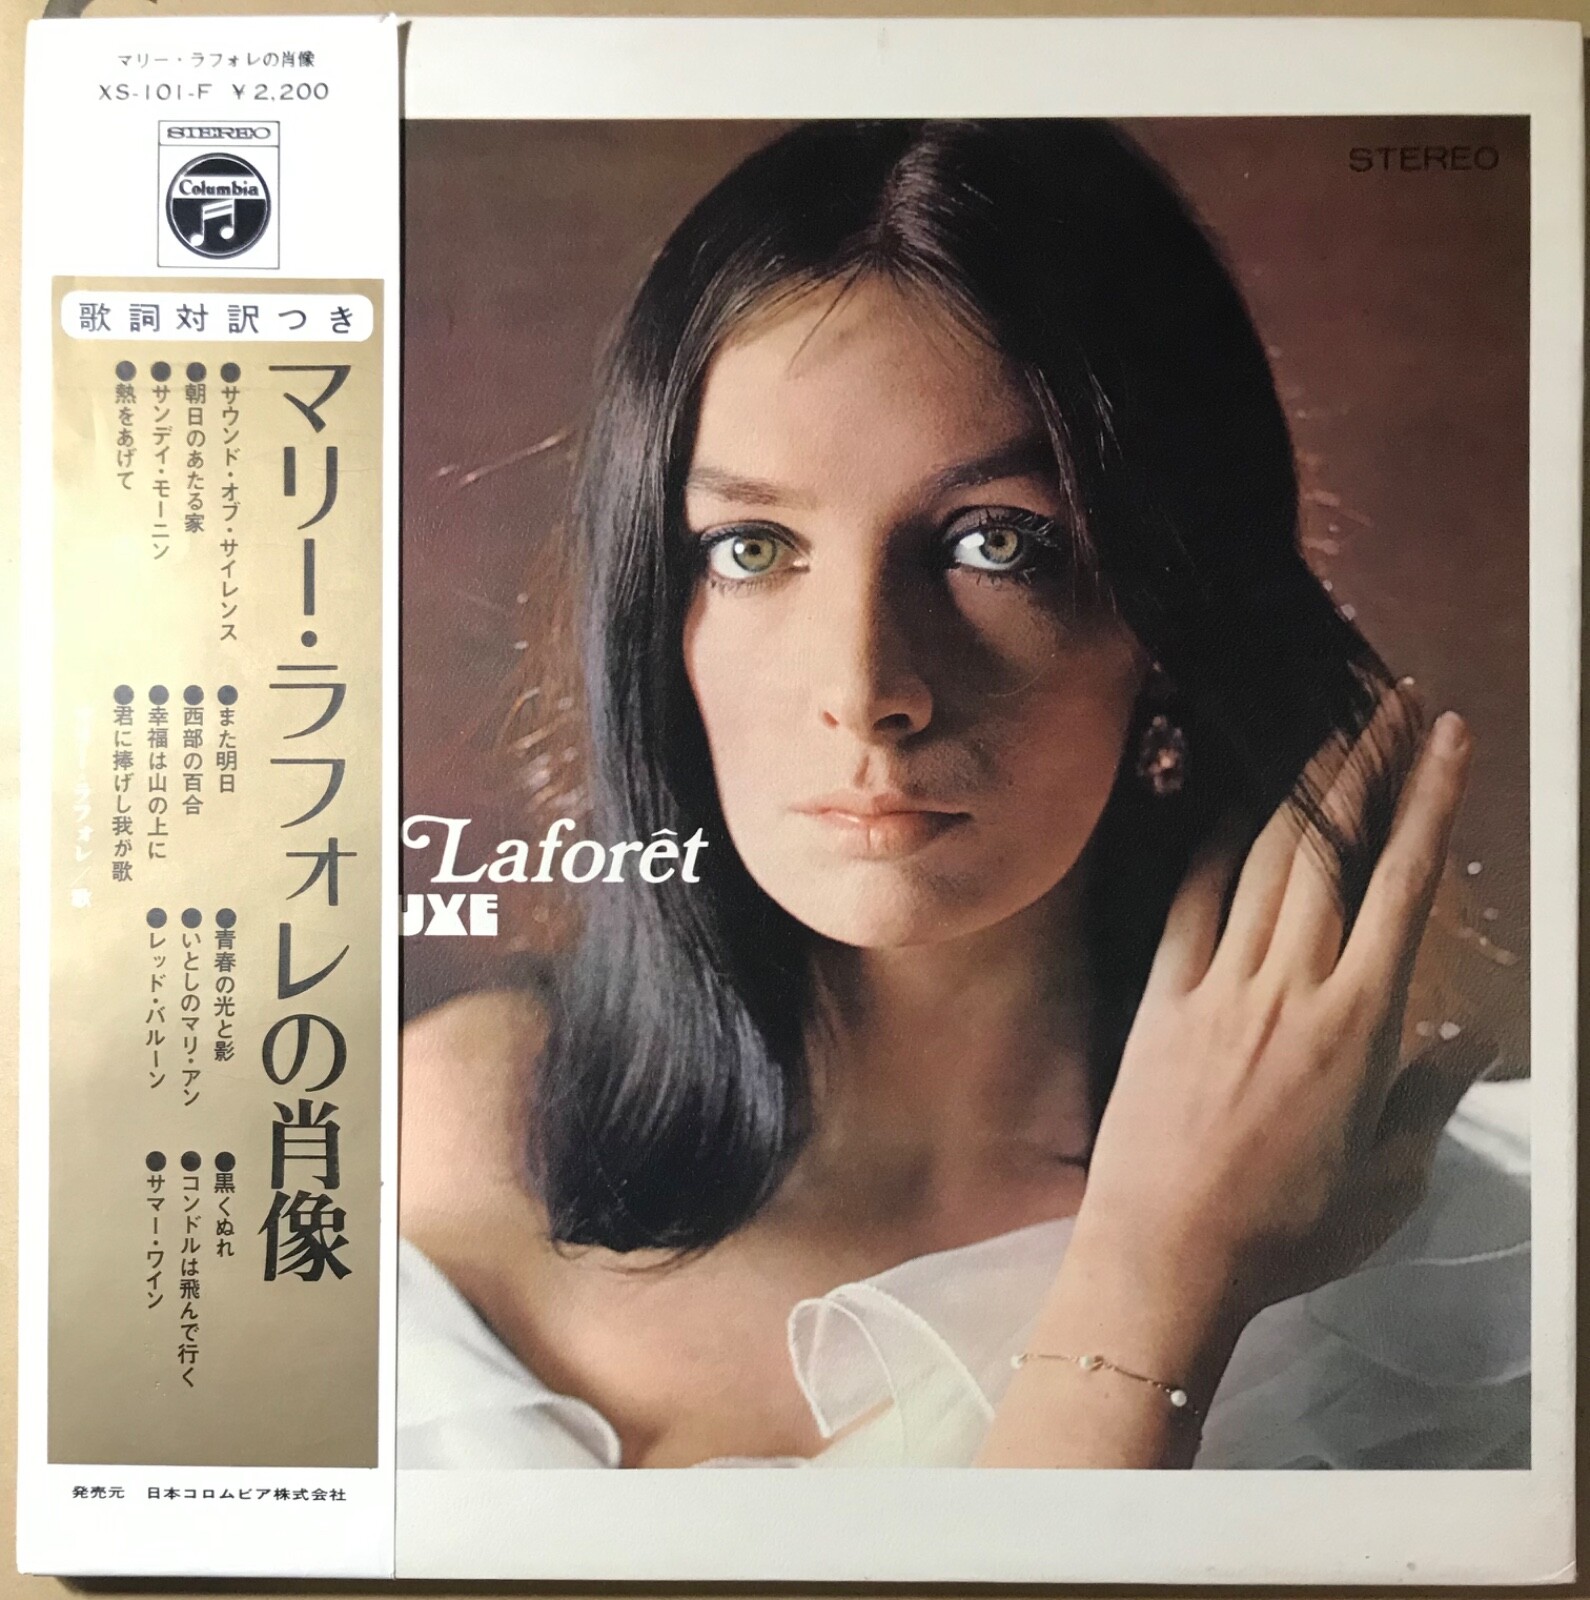 マリー・ラフォレの肖像
XS-101-F ￥2,200
STEREO
Columbia
歌詞対訳つき
マリー・ラフォレの肖像
●サウンド・オブ・サイレンス
●朝日のあたる家
●サンデイ・モーニン
●熱をあげて
●また明日
●西部の百合
●幸福は山の上に
●君に捧げし我が歌
●青春の光と影
●いとしのマリ・アン
●レッド・バルーン
●黒くぬれ
●コンドルは飛んで行く
●サマー・ワイン
マリー・ラフォレ/歌
発売元 日本コロムビア株式会社
STEREO
Laforêt
UXE